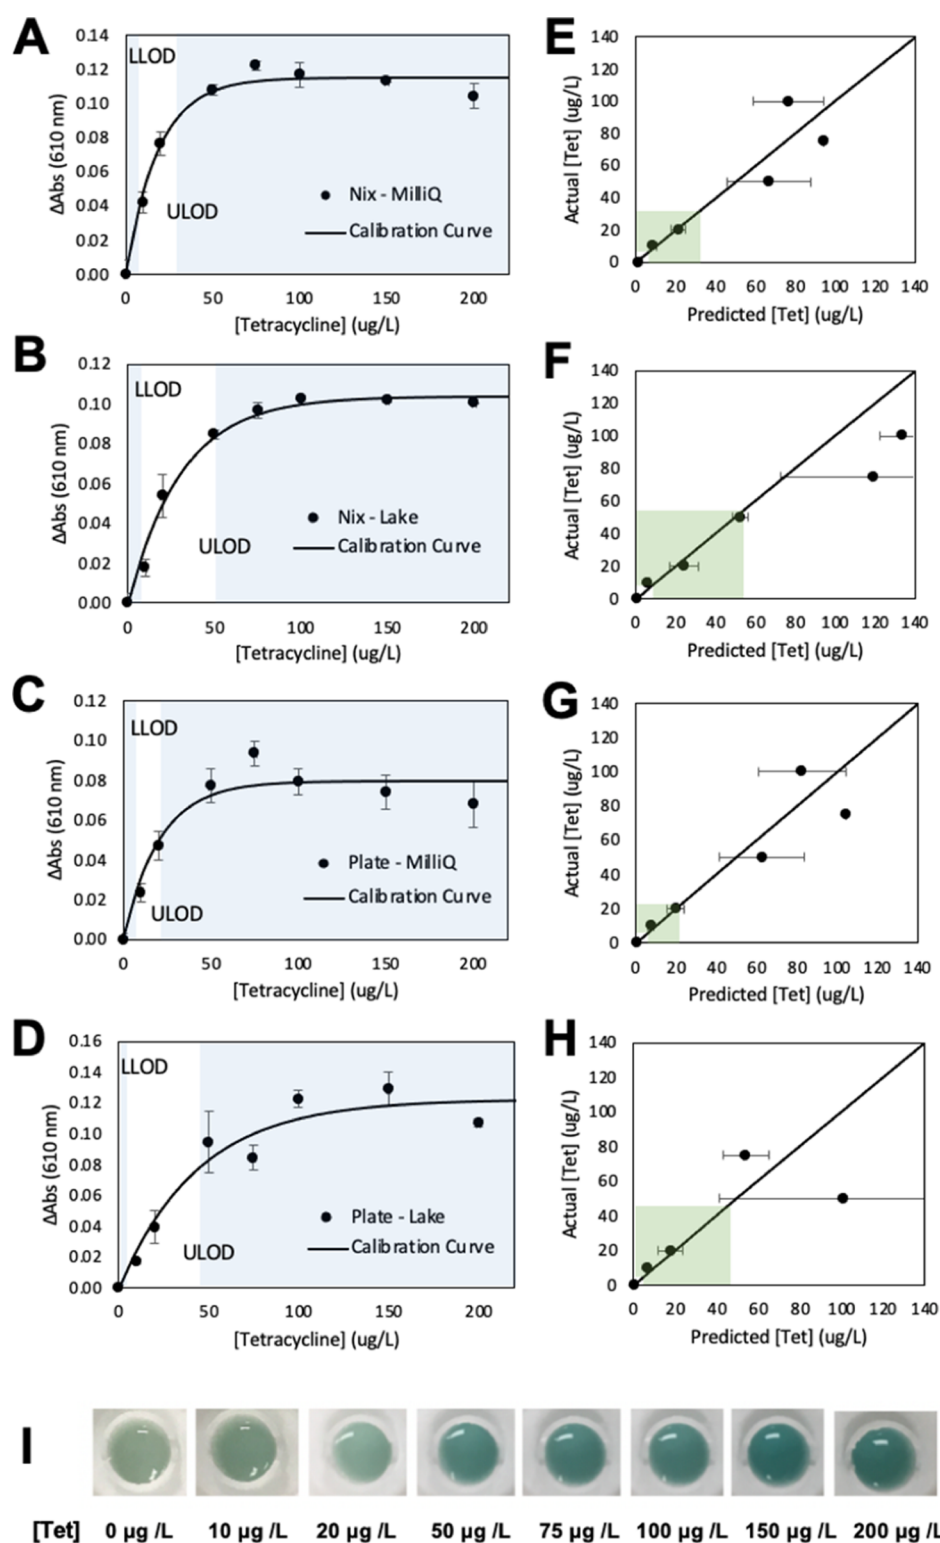 A
0.14
0.12
0.10
0.08
0.06
0.04
0.02
0.00
ΔAbs (610 nm)
LLOD
ULOD
Nix - MilliQ
Calibration Curve
0 50 100 150 200
[Tetracycline] (ug/L)
E
140
120
100
80
60
40
20
0
Actual [Tet] (ug/L)
0 20 40 60 80 100 120 140
Predicted [Tet] (ug/L)
B
0.12
0.10
0.08
0.06
0.04
0.02
0.00
ΔAbs (610 nm)
LLOD
ULOD
Nix - Lake
Calibration Curve
0 50 100 150 200
[Tetracycline] (ug/L)
F
140
120
100
80
60
40
20
0
Actual [Tet] (ug/L)
0 20 40 60 80 100 120 140
Predicted [Tet] (ug/L)
C
0.12
0.10
0.08
0.06
0.04
0.02
0.00
ΔAbs (610 nm)
LLOD
ULOD
Plate - MilliQ
Calibration Curve
0 50 100 150 200
[Tetracycline] (ug/L)
G
140
120
100
80
60
40
20
0
Actual [Tet] (ug/L)
0 20 40 60 80 100 120 140
Predicted [Tet] (ug/L)
D
0.16
0.14
0.12
0.10
0.08
0.06
0.04
0.02
0.00
ΔAbs (610 nm)
LLOD
ULOD
Plate - Lake
Calibration Curve
0 50 100 150 200
[Tetracycline] (ug/L)
H
140
120
100
80
60
40
20
0
Actual [Tet] (ug/L)
0 20 40 60 80 100 120 140
Predicted [Tet] (ug/L)
I
[Tet] 0 µg /L 10 µg /L 20 µg /L 50 µg /L 75 µg /L 100 µg /L 150 µg /L 200 µg /L